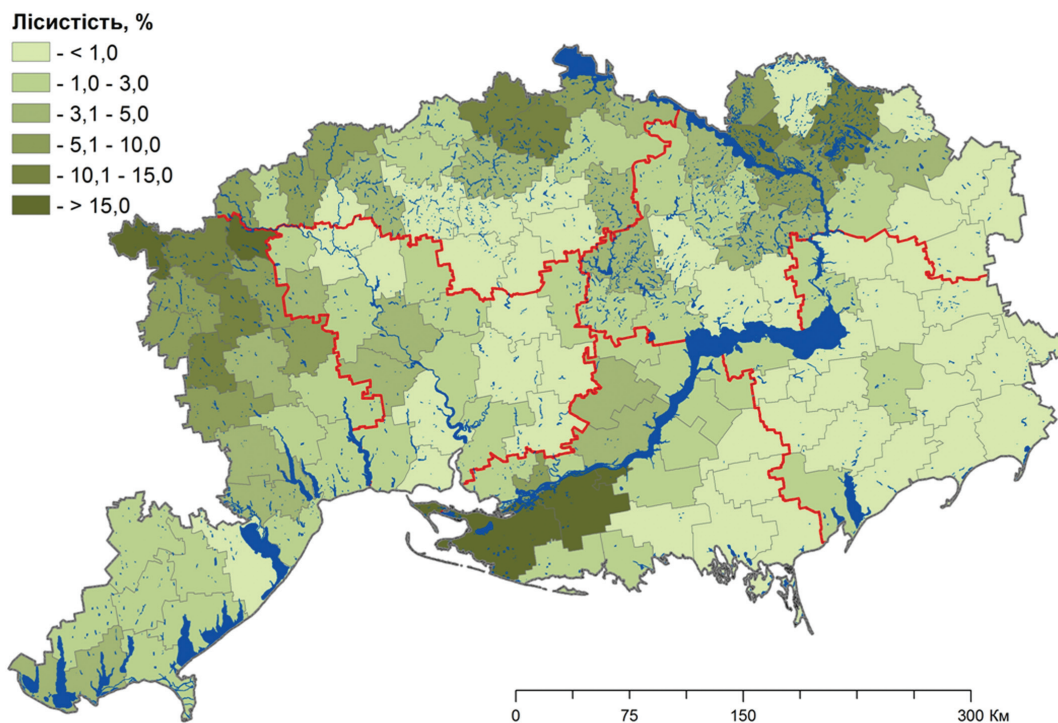 Лісистість, %
- < 1,0
- 1,0 - 3,0
- 3,1 - 5,0
- 5,1 - 10,0
- 10,1 - 15,0
- > 15,0
0 75 150 300 Км